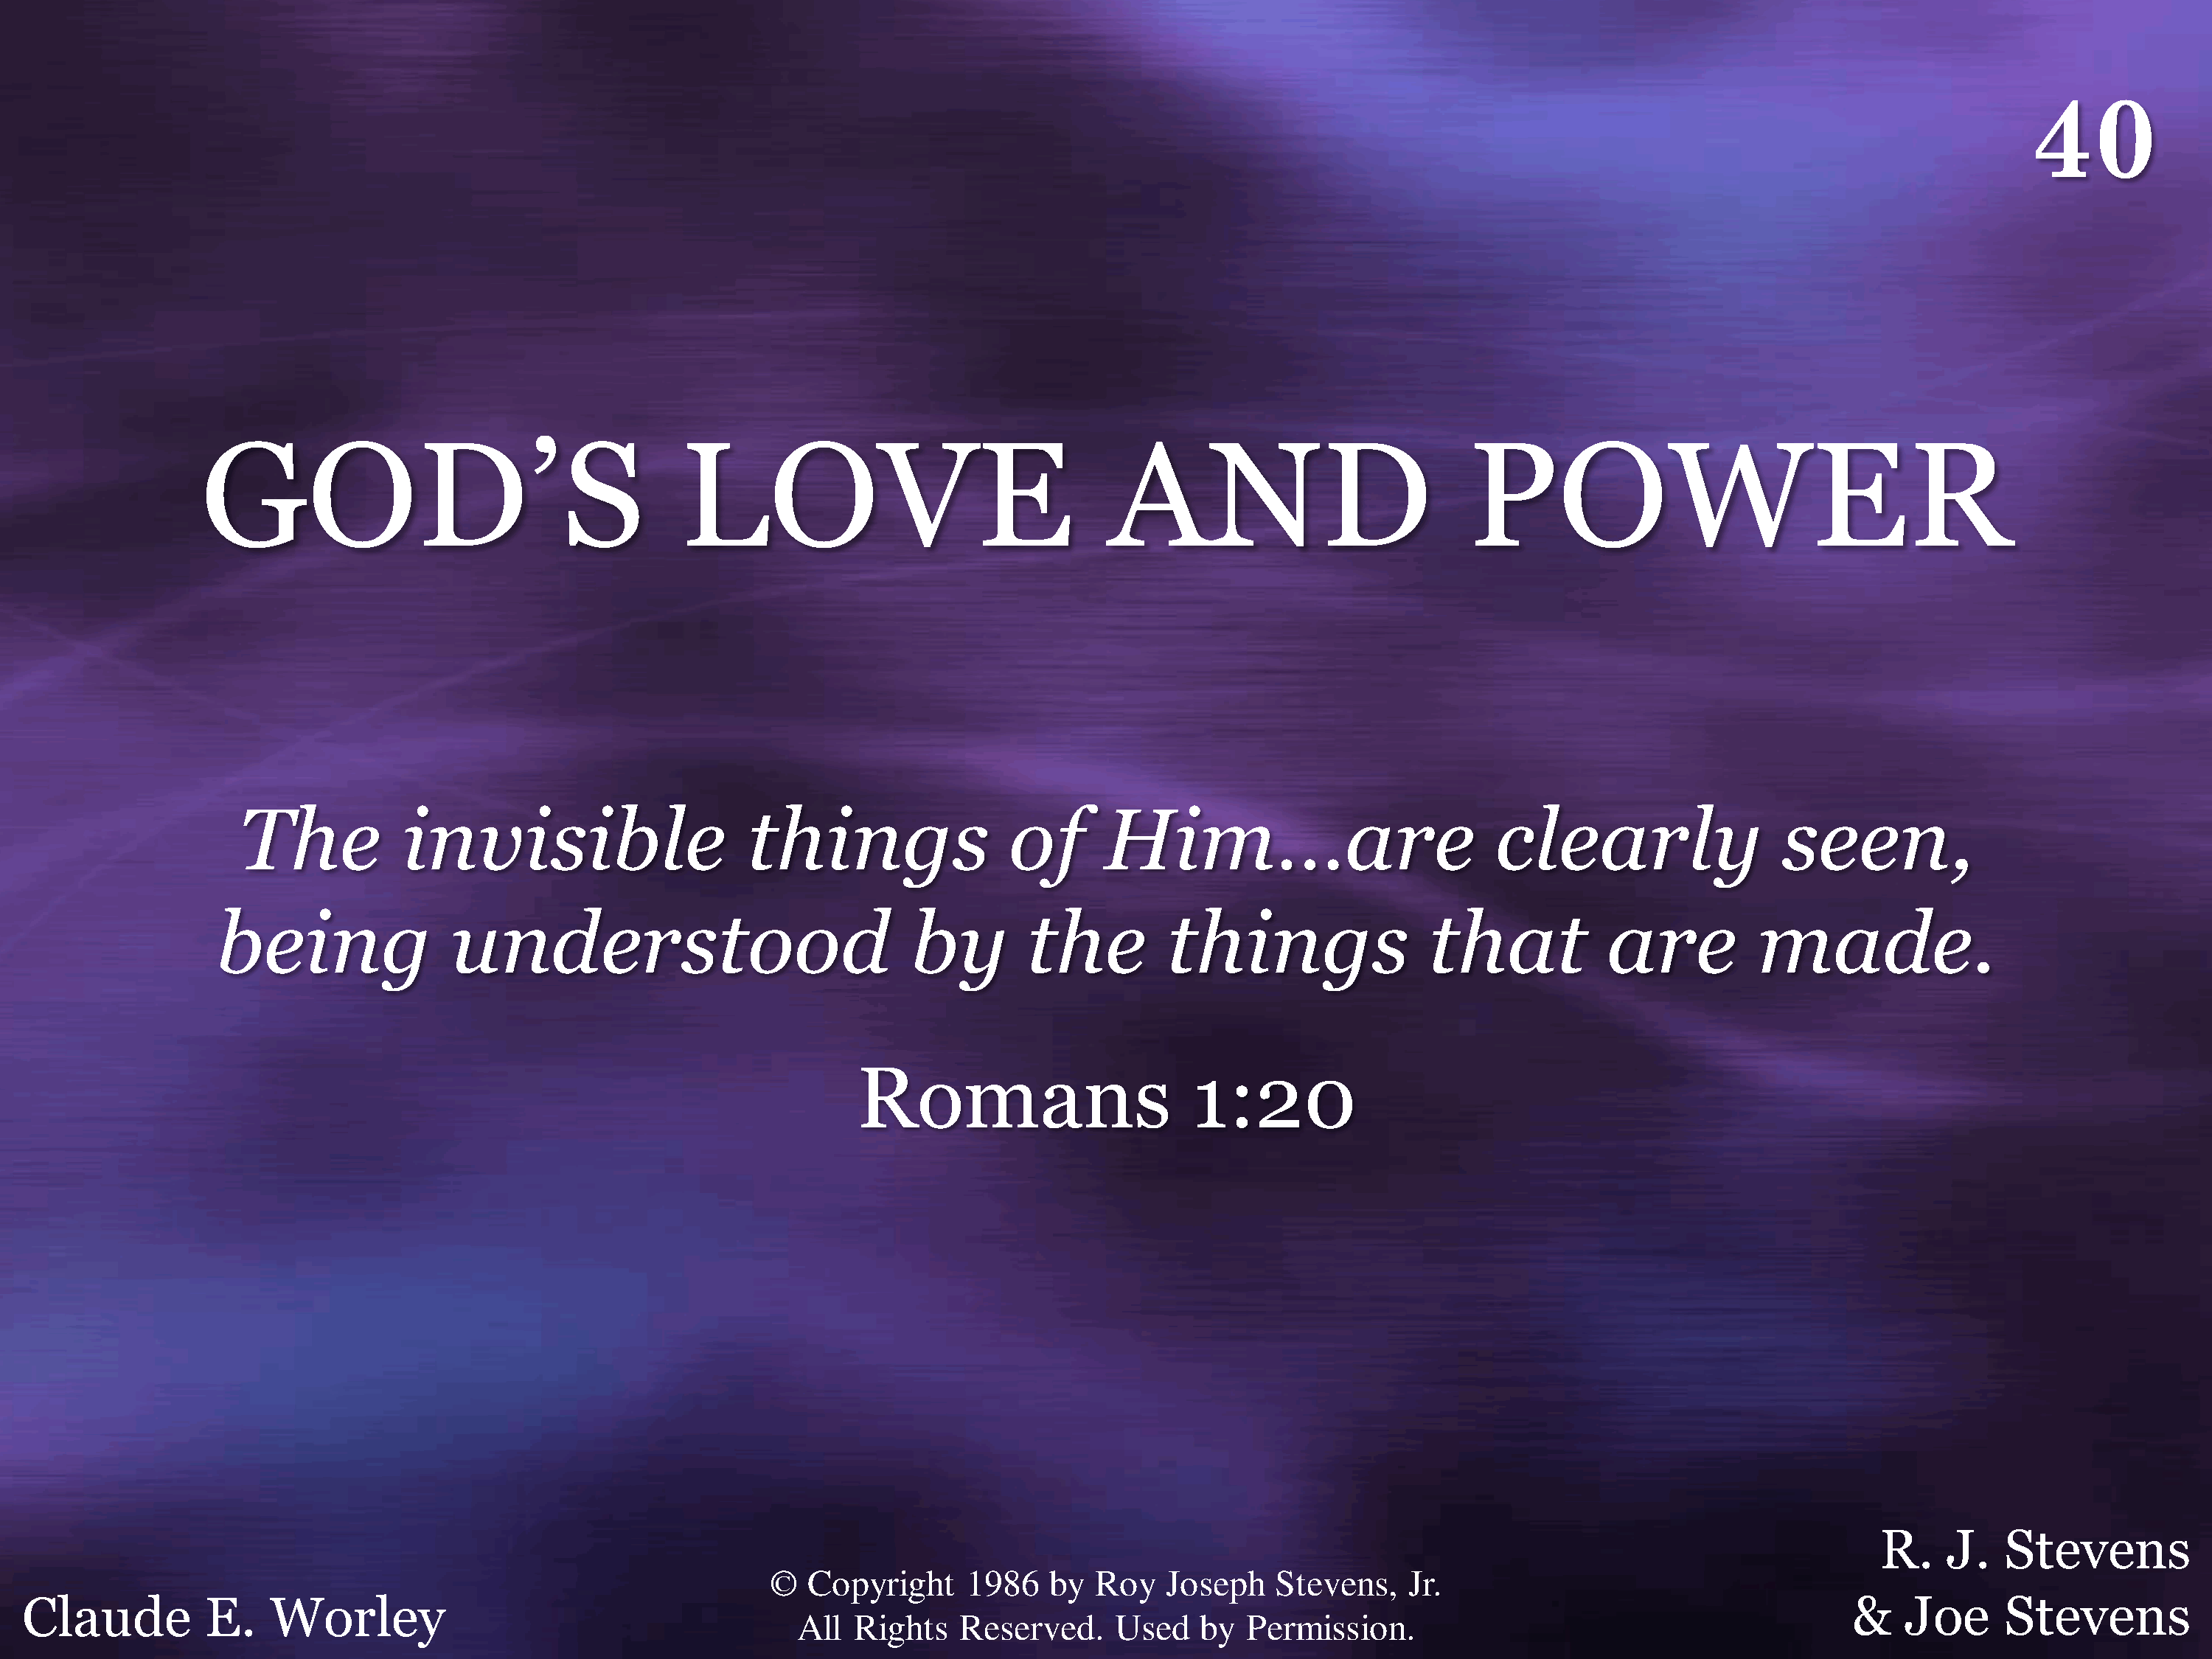 40
GOD’S LOVE AND POWER
The invisible things of Him…are clearly seen,
being understood by the things that are made.
Romans 1:20
Claude E. Worley
© Copyright 1986 by Roy Joseph Stevens, Jr.
All Rights Reserved. Used by Permission.
R. J. Stevens
& Joe Stevens